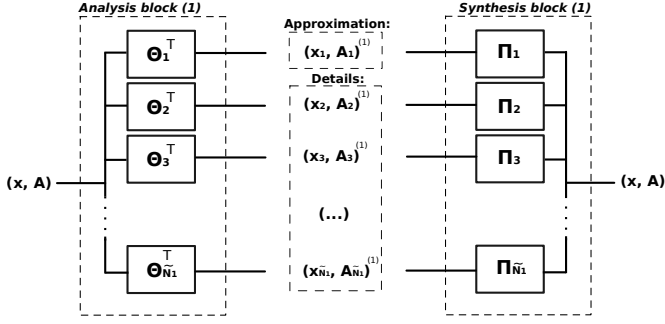 Analysis block (1)
Approximation:
Synthesis block (1)
Θ₁ᵀ
(x₁, A₁)⁽¹⁾
Π₁
Details:
Θ₂ᵀ
(x₂, A₂)⁽¹⁾
Π₂
Θ₃ᵀ
(x₃, A₃)⁽¹⁾
Π₃
(x, A)
(x, A)
(...)
Θ_Ñ₁ᵀ
(x_Ñ₁, A_Ñ₁)⁽¹⁾
Π_Ñ₁